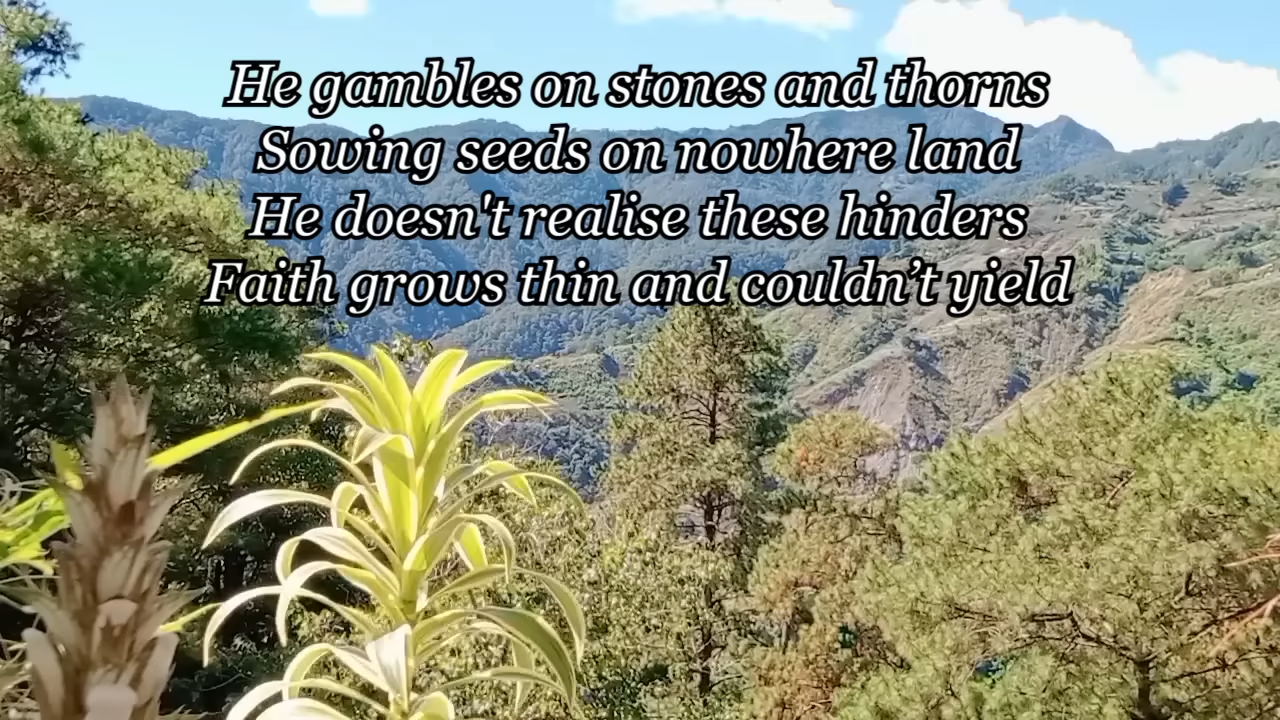 He gambles on stones and thorns
Sowing seeds on nowhere land
He doesn't realise these hinders
Faith grows thin and couldn’t yield